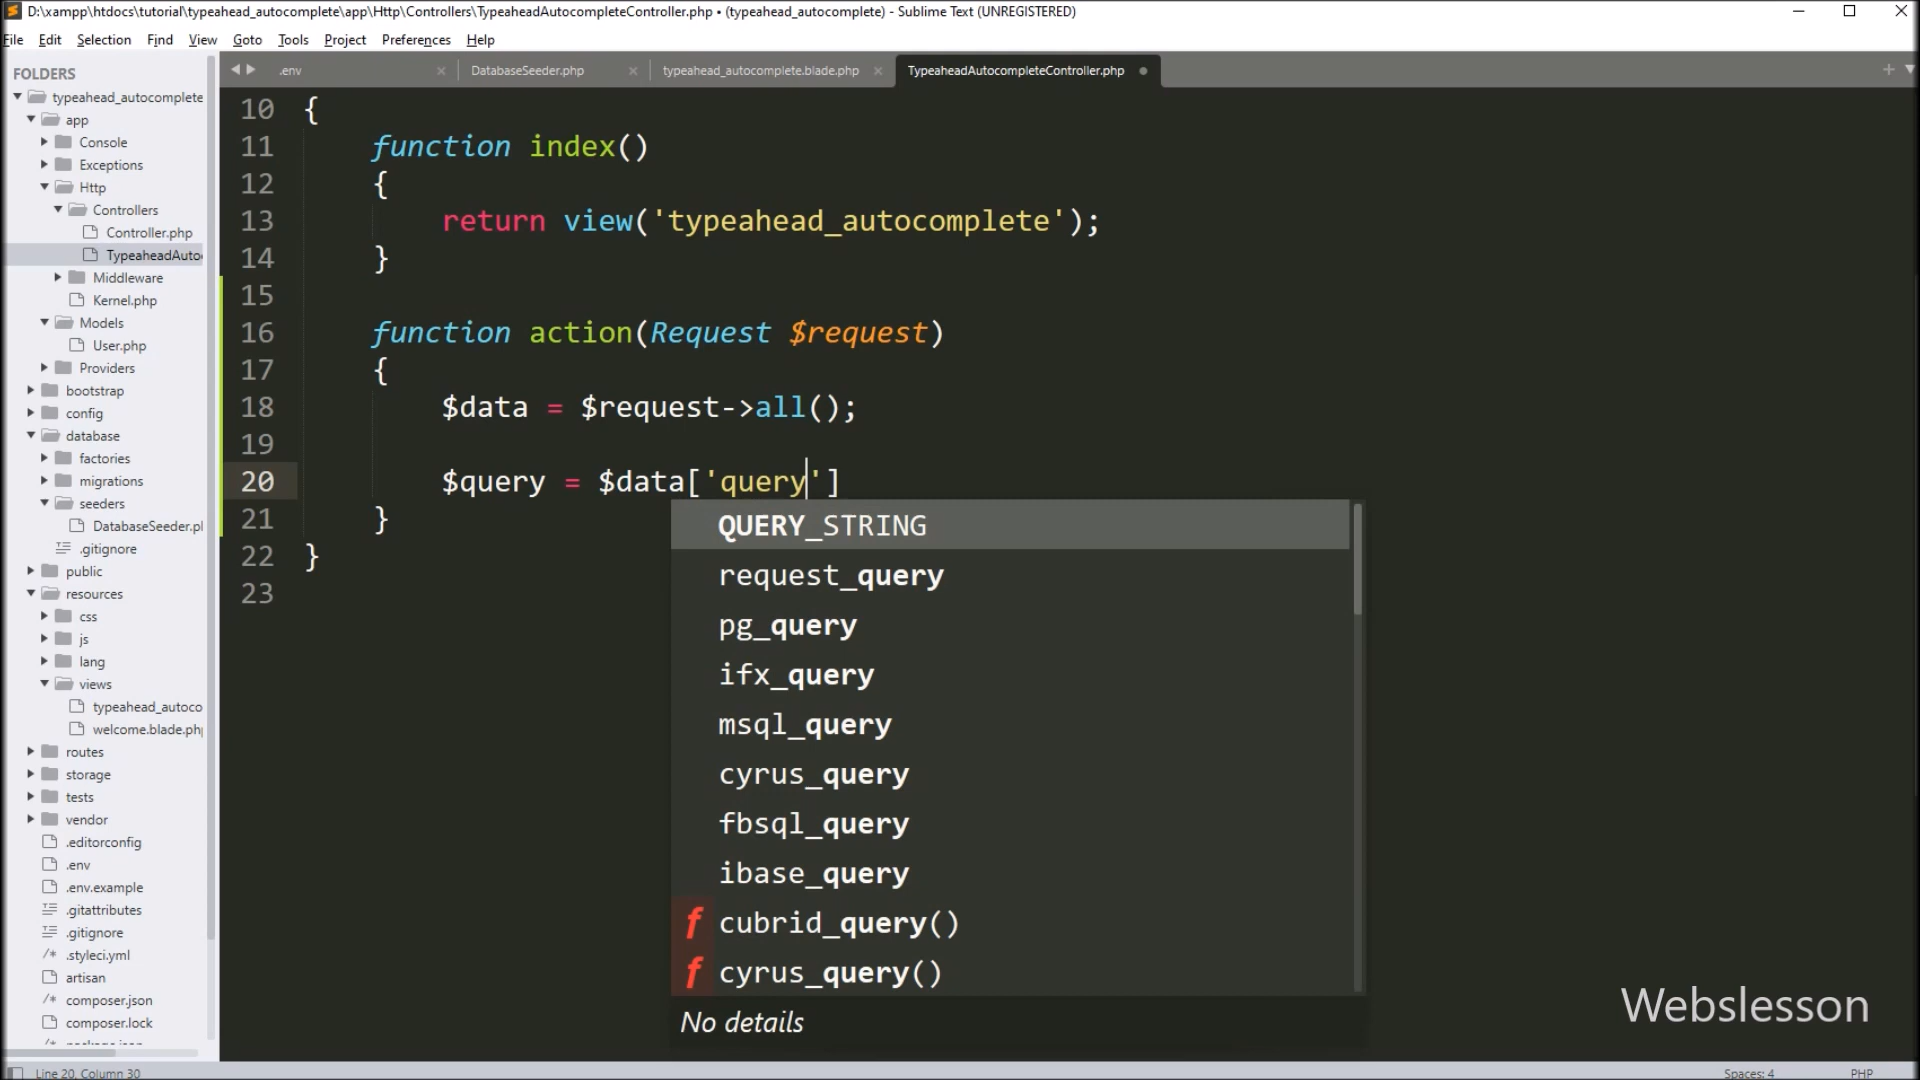 D:\xampp\htdocs\tutorial\typeahead_autocomplete\app\Http\Controllers\TypeaheadAutocompleteController.php • (typeahead_autocomplete) - Sublime Text (UNREGISTERED)
File Edit Selection Find View Goto Tools Project Preferences Help
FOLDERS
typeahead_autocomplete
app
Console
Exceptions
Http
Controllers
Controller.php
TypeaheadAuto
Middleware
Kernel.php
Models
User.php
Providers
bootstrap
config
database
factories
migrations
seeders
DatabaseSeeder.pl
.gitignore
public
resources
css
js
lang
views
typeahead_autoco
welcome.blade.php
routes
storage
tests
vendor
.editorconfig
.env
.env.example
.gitattributes
.gitignore
.styleci.yml
artisan
composer.json
composer.lock
.env DatabaseSeeder.php typeahead_autocomplete.blade.php TypeaheadAutocompleteController.php
10 {
11 function index()
12 {
13 return view('typeahead_autocomplete');
14 }
15
16 function action(Request $request)
17 {
18 $data = $request->all();
19
20 $query = $data['query']
21 }
22 }
23
QUERY_STRING
request_query
pg_query
ifx_query
msql_query
cyrus_query
fbsql_query
ibase_query
f cubrid_query()
f cyrus_query()
No details
Webslesson
Line 20, Column 30 Spaces: 4 PHP